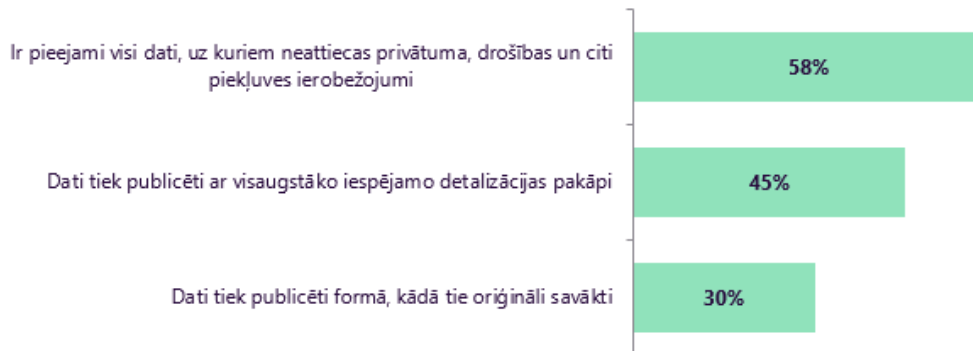 Ir pieejami visi dati, uz kuriem neattiecas privātuma, drošības un citi
piekļuves ierobežojumi
58%
Dati tiek publicēti ar visaugstāko iespējamo detalizācijas pakāpi
45%
Dati tiek publicēti formā, kādā tie oriģināli savākti
30%